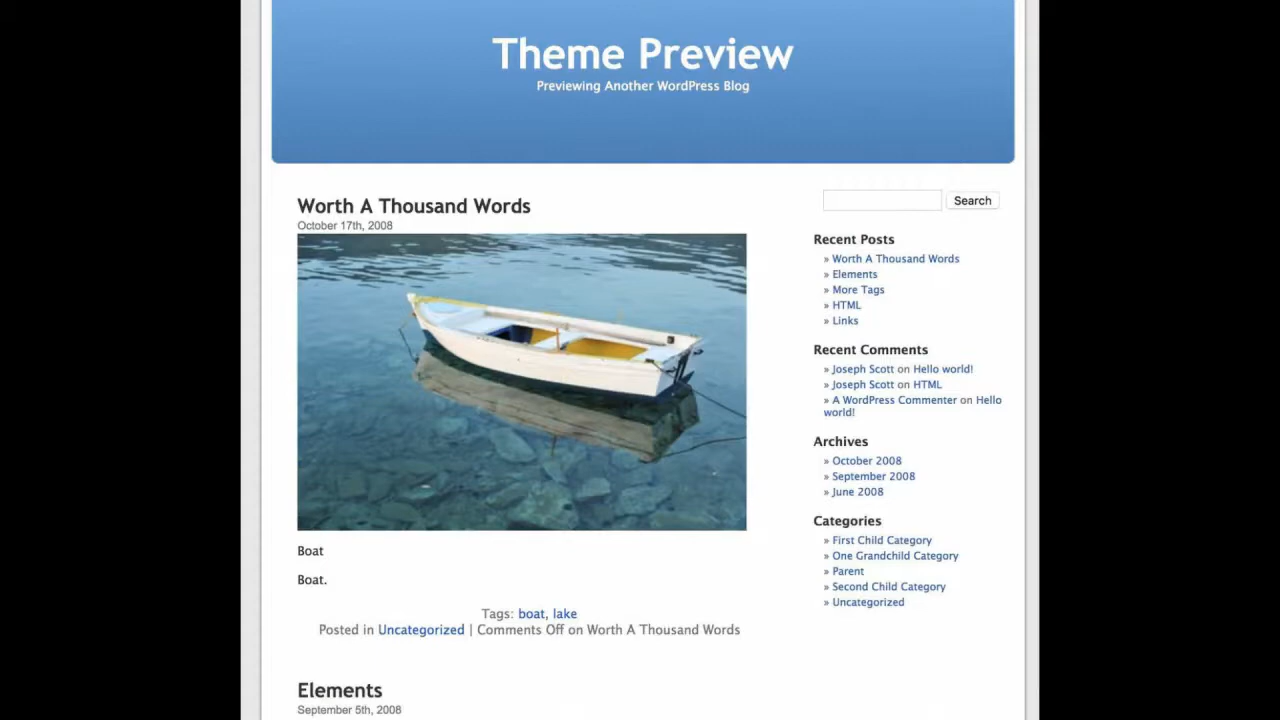 Theme Preview
Previewing Another WordPress Blog
Worth A Thousand Words
October 17th, 2008
Boat
Boat.
Tags: boat, lake
Posted in Uncategorized | Comments Off on Worth A Thousand Words
Elements
September 5th, 2008
Search
Recent Posts
» Worth A Thousand Words
» Elements
» More Tags
» HTML
» Links
Recent Comments
» Joseph Scott on Hello world!
» Joseph Scott on HTML
» A WordPress Commenter on Hello
world!
Archives
» October 2008
» September 2008
» June 2008
Categories
» First Child Category
» One Grandchild Category
» Parent
» Second Child Category
» Uncategorized